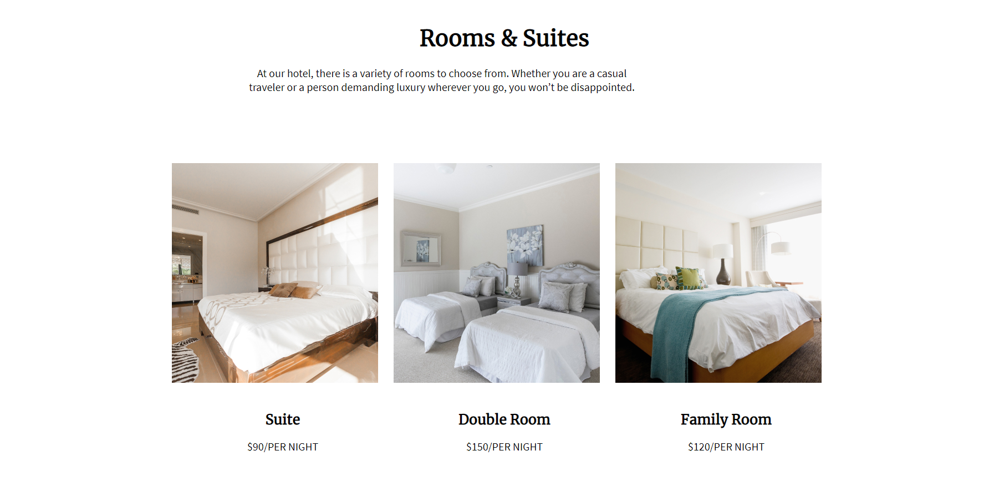 Rooms & Suites
At our hotel, there is a variety of rooms to choose from. Whether you are a casual
traveler or a person demanding luxury wherever you go, you won’t be disappointed.
Suite
Double Room
Family Room
$90/PER NIGHT
$150/PER NIGHT
$120/PER NIGHT